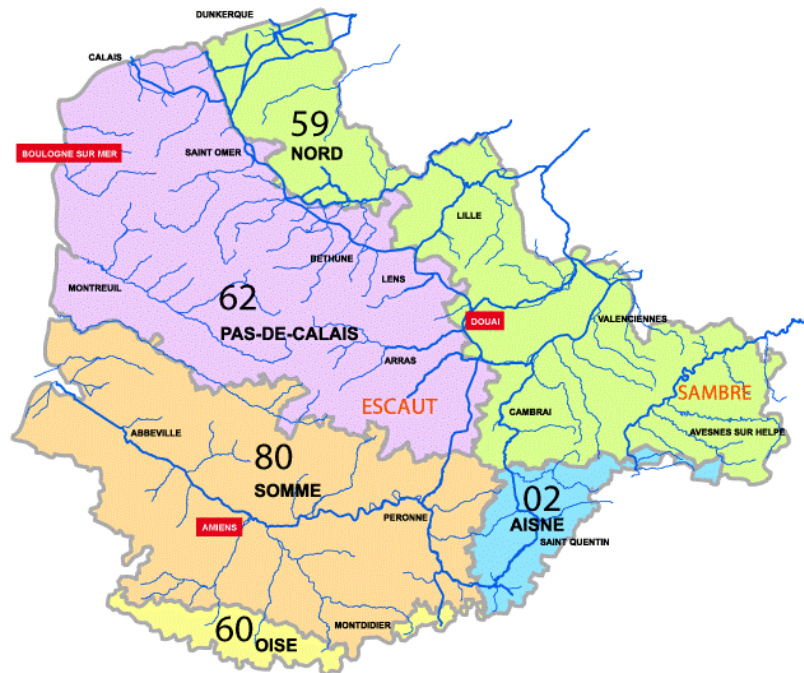 DUNKERQUE
CALAIS
59
NORD
BOULOGNE SUR MER
SAINT OMER
LILLE
BETHUNE
LENS
MONTREUIL
62
PAS-DE-CALAIS
DOUAI
VALENCIENNES
ARRAS
ESCAUT
SAMBRE
CAMBRAI
AVESNES SUR HELPE
ABBEVILLE
80
SOMME
02
AISNE
AMIENS
PERONNE
SAINT QUENTIN
60
OISE
MONTDIDIER